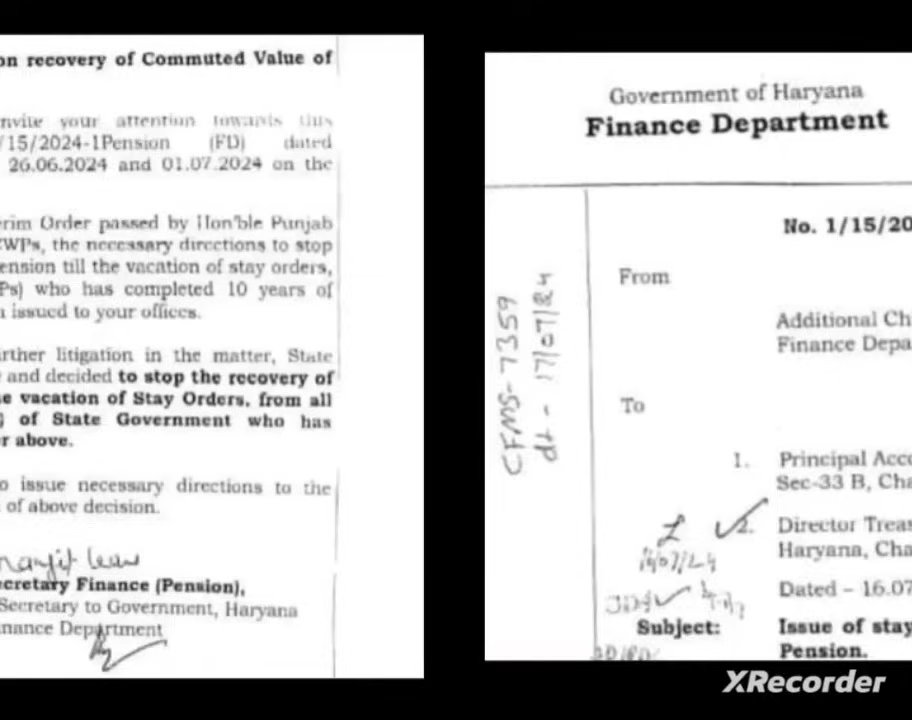 on recovery of Commuted Value of
nvite your attention towards this
/15/2024-1Pension (FD) dated
26.06.2024 and 01.07.2024 on the
rim Order passed by Hon'ble Punjab
CWPs, the necessary directions to stop
ension till the vacation of stay orders,
Ps) who has completed 10 years of
n issued to your offices.
urther litigation in the matter, State
and decided to stop the recovery of
e vacation of Stay Orders, from all
) of State Government who has
r above.
o issue necessary directions to the
of above decision.
ecretary Finance (Pension),
Secretary to Government, Haryana
nance Department
Government of Haryana
Finance Department
No. 1/15/20
CFMS-7359
dt - 17/07/24
From
Additional Ch
Finance Depa
To
1. Principal Acco
Sec-33 B, Cha
2. Director Treas
Haryana, Cha
Dated – 16.07
Subject: Issue of stay
Pension.
XRecorder